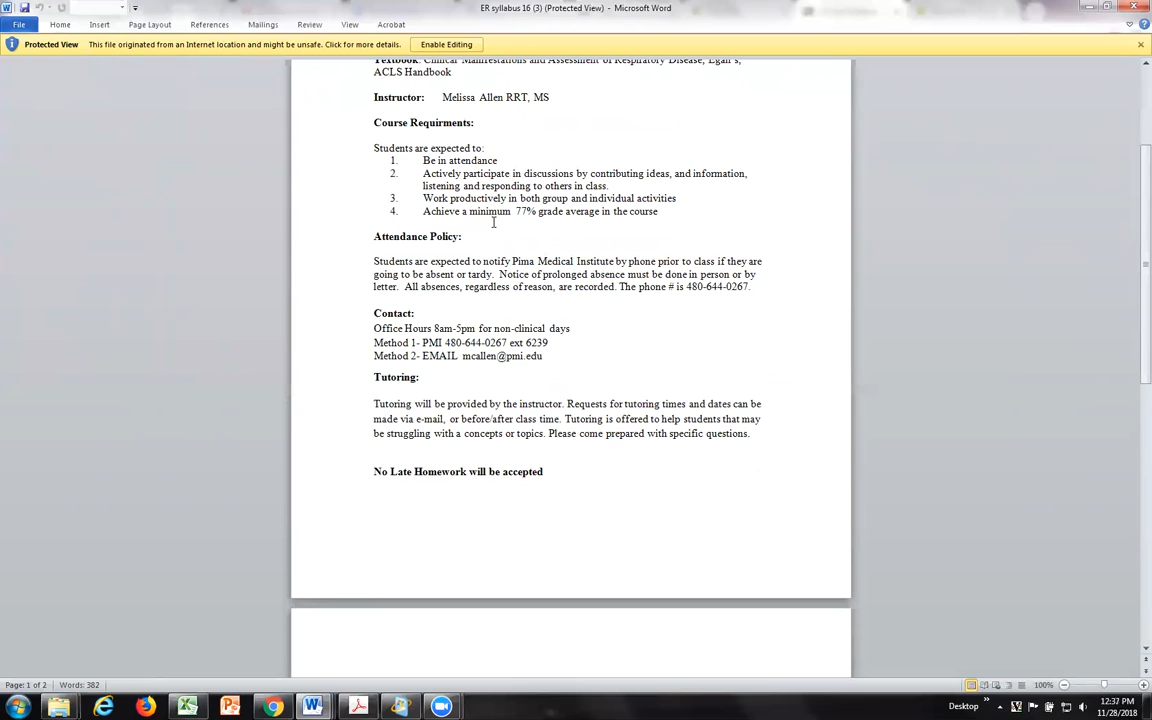 ER syllabus 16 (3) (Protected View) - Microsoft Word
File Home Insert Page Layout References Mailings Review View Acrobat
Protected View This file originated from an Internet location and might be unsafe. Click for more details. Enable Editing
Textbook: Clinical Manifestations and Assessment of Respiratory Disease, Egan's,
ACLS Handbook
Instructor: Melissa Allen RRT, MS
Course Requirments:
Students are expected to:
1. Be in attendance
2. Actively participate in discussions by contributing ideas, and information,
listening and responding to others in class.
3. Work productively in both group and individual activities
4. Achieve a minimum 77% grade average in the course
Attendance Policy:
Students are expected to notify Pima Medical Institute by phone prior to class if they are
going to be absent or tardy. Notice of prolonged absence must be done in person or by
letter. All absences, regardless of reason, are recorded. The phone # is 480-644-0267.
Contact:
Office Hours 8am-5pm for non-clinical days
Method 1- PMI 480-644-0267 ext 6239
Method 2- EMAIL mcallen@pmi.edu
Tutoring:
Tutoring will be provided by the instructor. Requests for tutoring times and dates can be
made via e-mail, or before/after class time. Tutoring is offered to help students that may
be struggling with a concepts or topics. Please come prepared with specific questions.
No Late Homework will be accepted
Page: 1 of 2 Words: 382 100%
Desktop 12:37 PM
11/28/2018